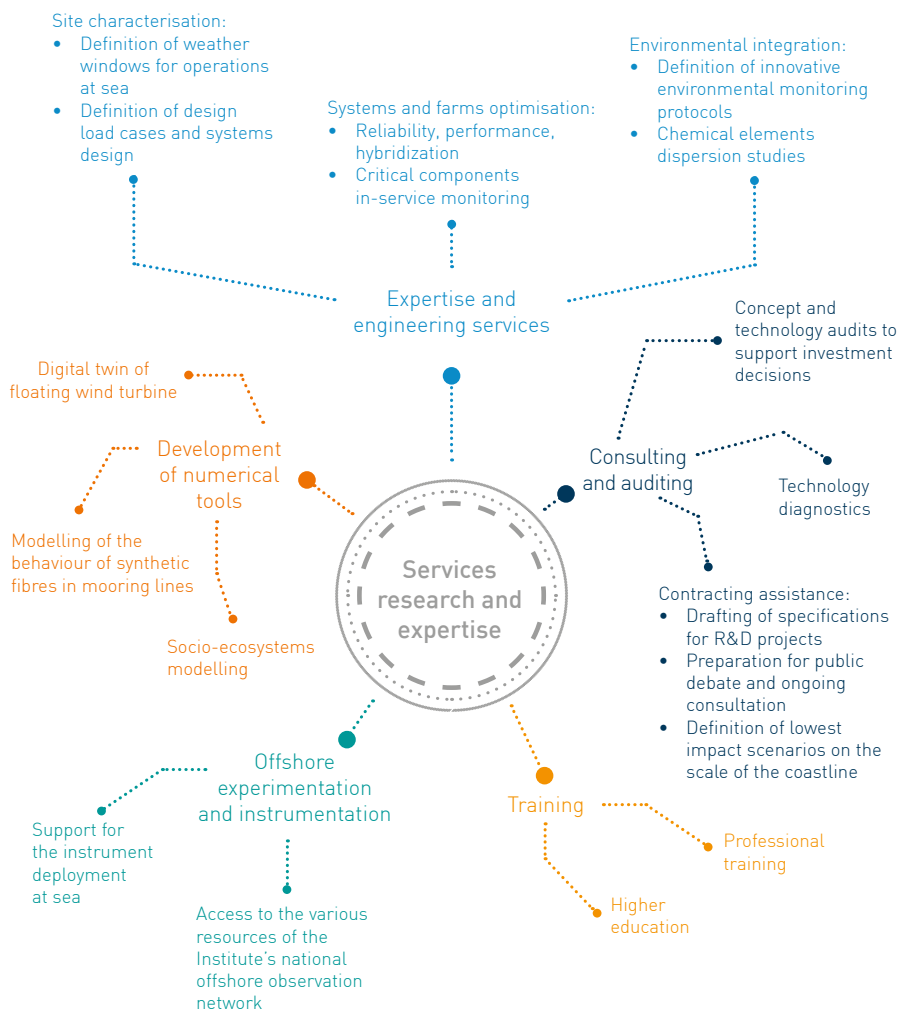 Site characterisation:
• Definition of weather
windows for operations
at sea
• Definition of design
load cases and systems
design
Systems and farms optimisation:
• Reliability, performance,
hybridization
• Critical components
in-service monitoring
Environmental integration:
• Definition of innovative
environmental monitoring
protocols
• Chemical elements
dispersion studies
Expertise and
engineering services
Concept and
technology audits to
support investment
decisions
Digital twin of
floating wind turbine
Development
of numerical
tools
Consulting
and auditing
Technology
diagnostics
Modelling of the
behaviour of synthetic
fibres in mooring lines
Services
research and
expertise
Contracting assistance:
• Drafting of specifications
for R&D projects
• Preparation for public
debate and ongoing
consultation
• Definition of lowest
impact scenarios on the
scale of the coastline
Socio-ecosystems
modelling
Offshore
experimentation
and instrumentation
Training
Support for
the instrument
deployment
at sea
Professional
training
Higher
education
Access to the various
resources of the
Institute's national
offshore observation
network